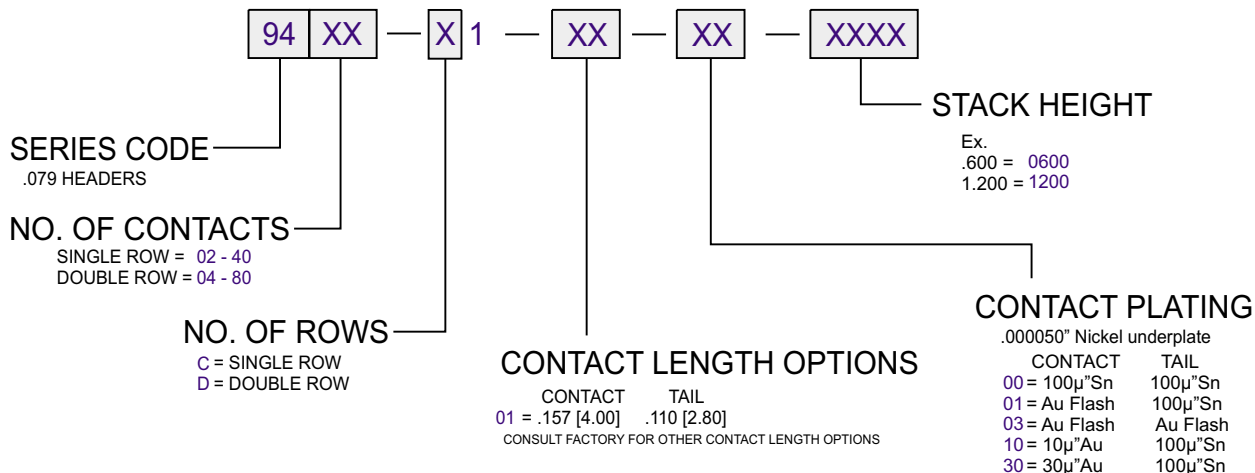 94 XX — X 1 — XX — XX — XXXX
STACK HEIGHT
Ex.
.600 = 0600
1.200 = 1200
SERIES CODE
.079 HEADERS
NO. OF CONTACTS
SINGLE ROW = 02 - 40
DOUBLE ROW = 04 - 80
NO. OF ROWS
C = SINGLE ROW
D = DOUBLE ROW
CONTACT LENGTH OPTIONS
CONTACT TAIL
01 = .157 [4.00] .110 [2.80]
CONSULT FACTORY FOR OTHER CONTACT LENGTH OPTIONS
CONTACT PLATING
.000050” Nickel underplate
CONTACT TAIL
00 = 100µ”Sn 100µ”Sn
01 = Au Flash 100µ”Sn
03 = Au Flash Au Flash
10 = 10µ”Au 100µ”Sn
30 = 30µ”Au 100µ”Sn